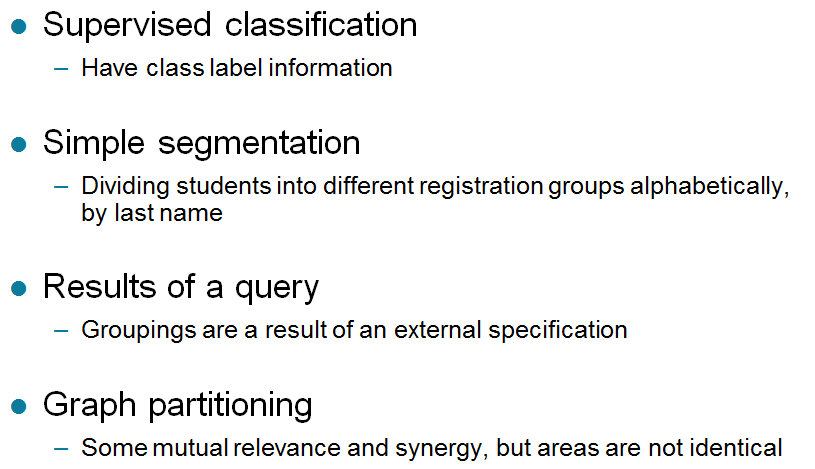 ● Supervised classification
– Have class label information
● Simple segmentation
– Dividing students into different registration groups alphabetically,
by last name
● Results of a query
– Groupings are a result of an external specification
● Graph partitioning
– Some mutual relevance and synergy, but areas are not identical